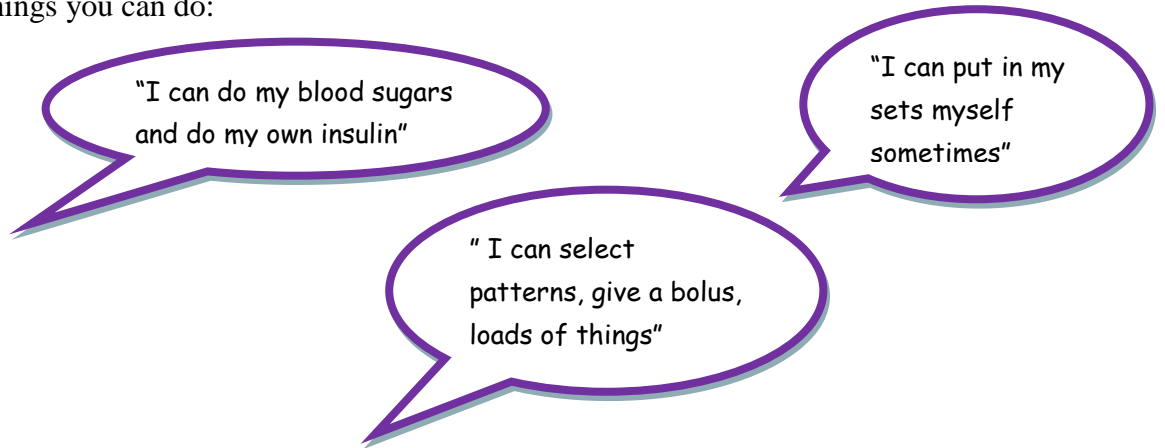 things you can do:
"I can do my blood sugars
and do my own insulin"
"I can put in my
sets myself
sometimes"
" I can select
patterns, give a bolus,
loads of things"